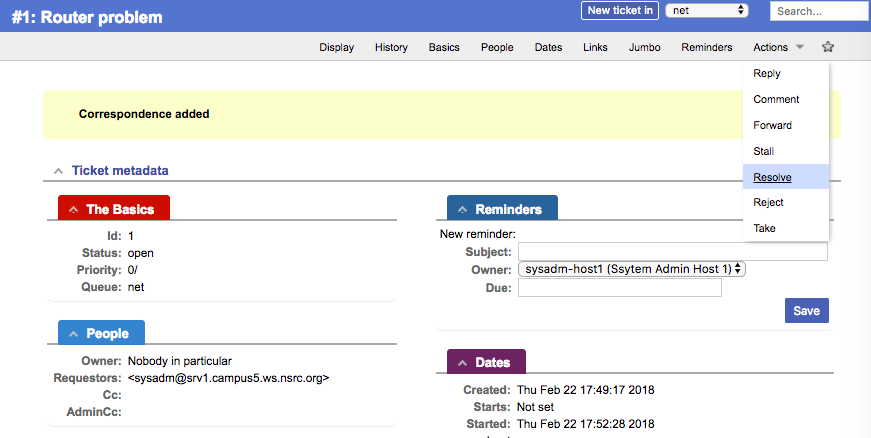 #1: Router problem
New ticket in
net
Search...
Display History Basics People Dates Links Jumbo Reminders Actions
Reply
Comment
Forward
Stall
Resolve
Reject
Take
Correspondence added
Ticket metadata
The Basics
Id: 1
Status: open
Priority: 0/
Queue: net
People
Owner: Nobody in particular
Requestors: <sysadm@srv1.campus5.ws.nsrc.org>
Cc:
AdminCc:
Reminders
New reminder:
Subject:
Owner: sysadm-host1 (Ssytem Admin Host 1)
Due:
Save
Dates
Created: Thu Feb 22 17:49:17 2018
Starts: Not set
Started: Thu Feb 22 17:52:28 2018